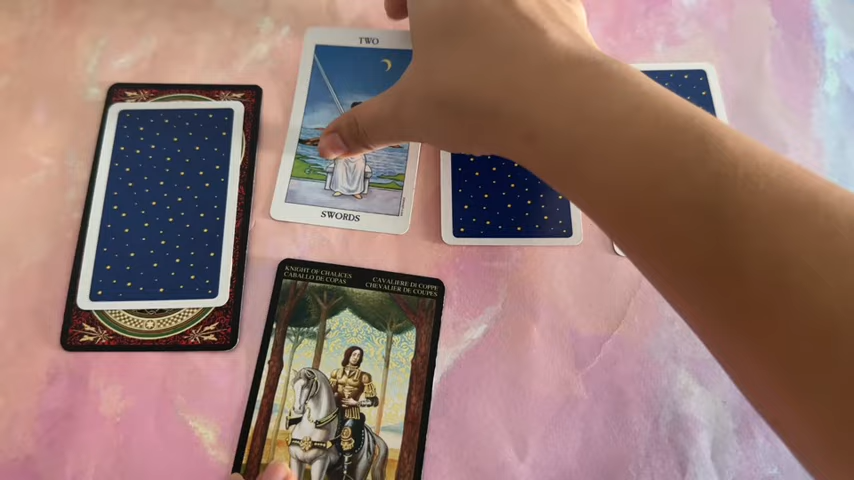 TWO
SWORDS
KNIGHT OF CHALICES
CABALLO DE COPAS
CAVALIERE DI COPPE
CHEVALIER DE COUPES